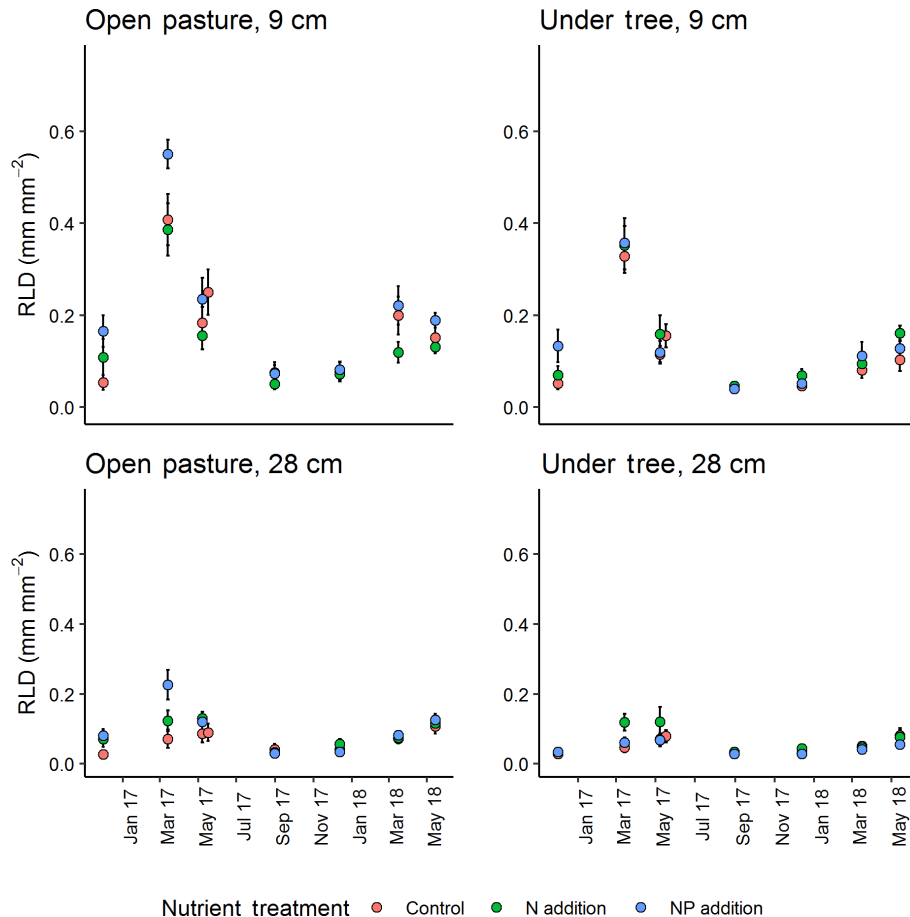 Open pasture, 9 cm
Under tree, 9 cm
RLD (mm mm⁻²)
0.6
0.4
0.2
0.0
0.6
0.4
0.2
0.0
Open pasture, 28 cm
Under tree, 28 cm
RLD (mm mm⁻²)
0.6
0.4
0.2
0.0
0.6
0.4
0.2
0.0
Jan 17
Mar 17
May 17
Jul 17
Sep 17
Nov 17
Jan 18
Mar 18
May 18
Jan 17
Mar 17
May 17
Jul 17
Sep 17
Nov 17
Jan 18
Mar 18
May 18
Nutrient treatment Control N addition NP addition